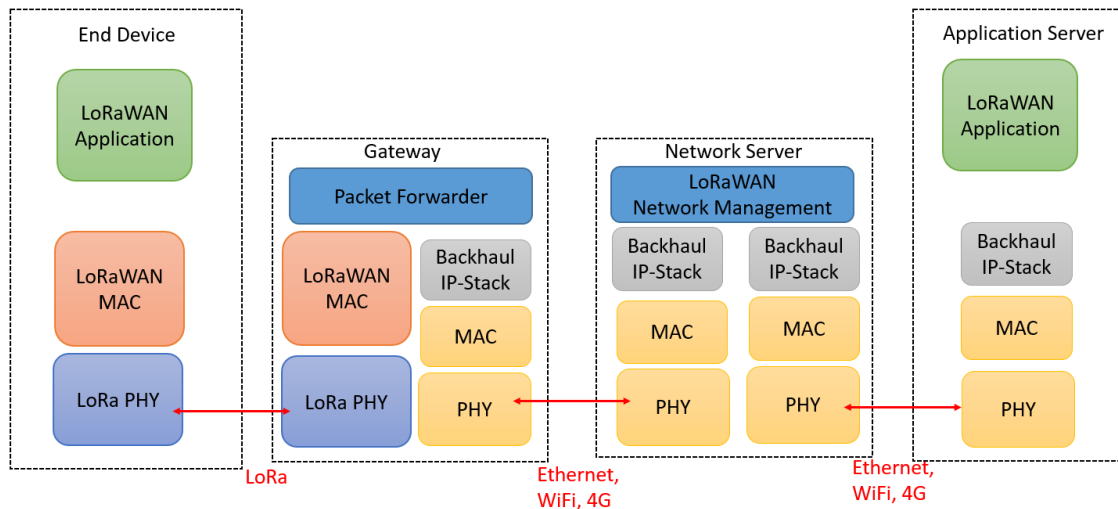 End Device
LoRaWAN
Application
LoRaWAN
MAC
LoRa PHY
LoRa
Gateway
Packet Forwarder
LoRaWAN
MAC
LoRa PHY
Backhaul
IP-Stack
MAC
PHY
Ethernet,
WiFi, 4G
Network Server
LoRaWAN
Network Management
Backhaul
IP-Stack
MAC
PHY
Backhaul
IP-Stack
MAC
PHY
Ethernet,
WiFi, 4G
Application Server
LoRaWAN
Application
Backhaul
IP-Stack
MAC
PHY